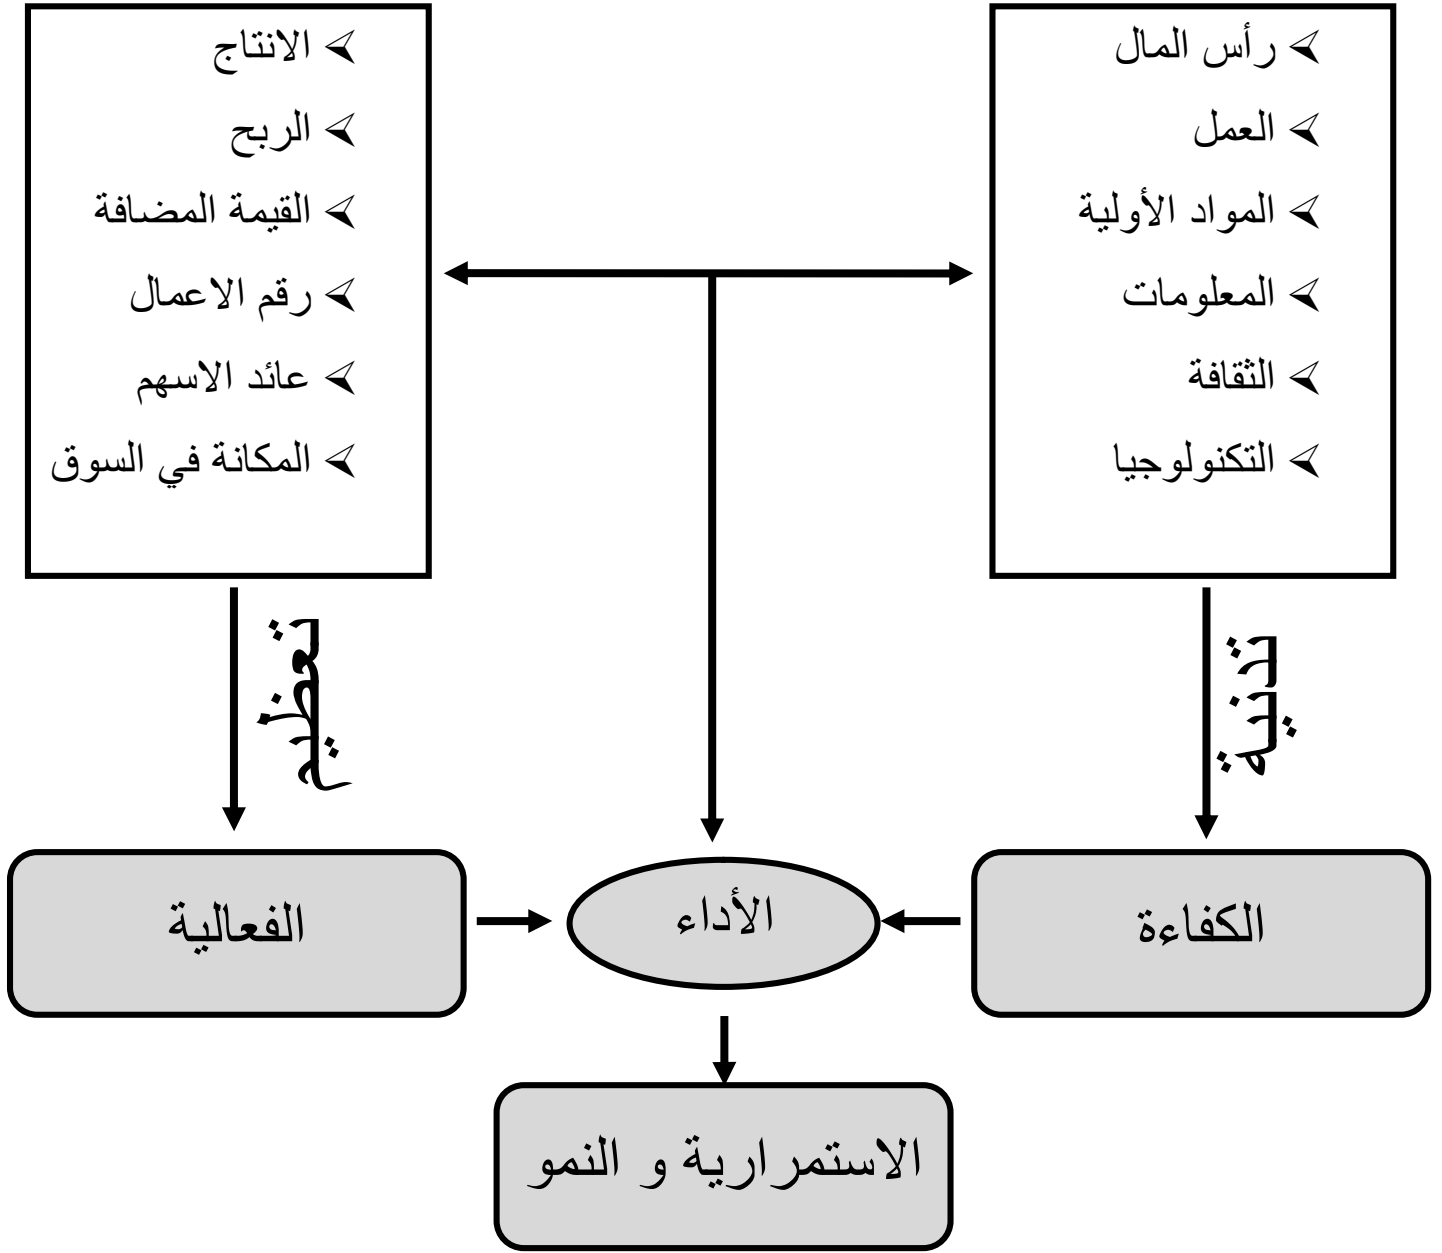 رأس المال
العمل
المواد الأولية
المعلومات
الثقافة
التكنولوجيا
الانتاج
الربح
القيمة المضافة
رقم الاعمال
عائد الاسهم
المكانة في السوق
تدنية
تعظيم
الكفاءة
الأداء
الفعالية
الاستمرارية و النمو